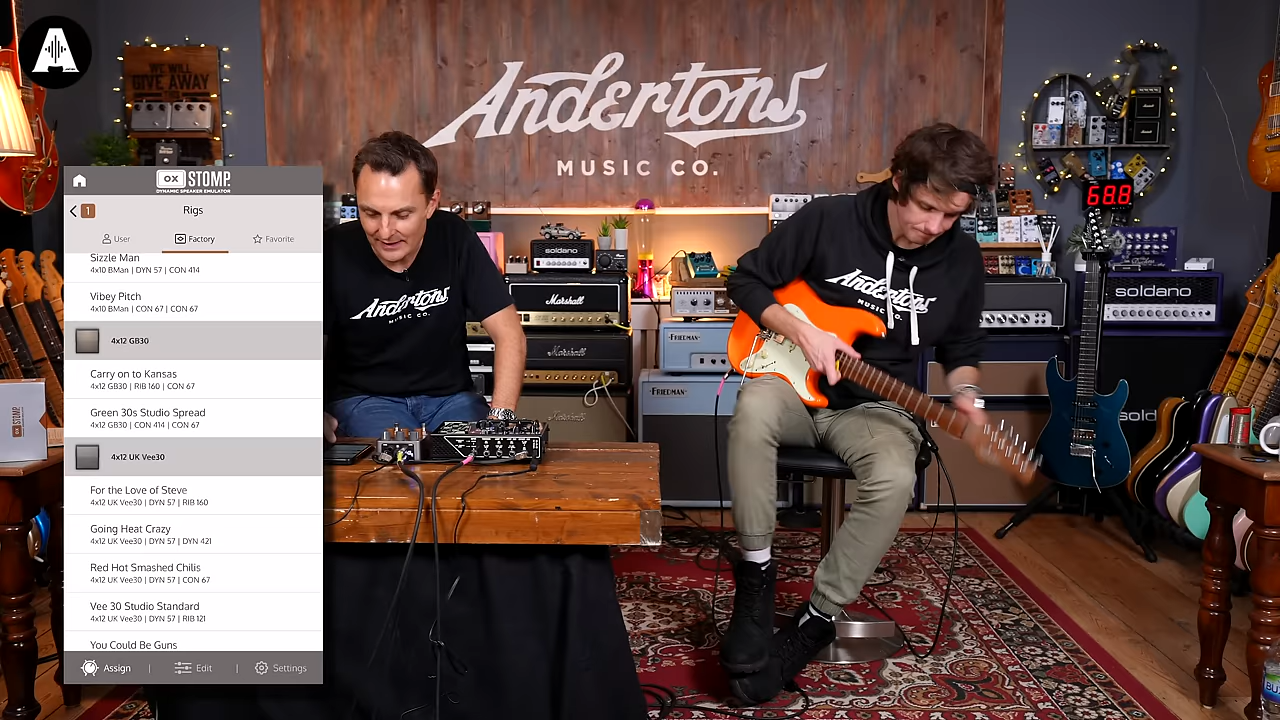 WE WILL
GIVE AWAY
Andertons
MUSIC CO.
OX STOMP.
DYNAMIC SPEAKER EMULATOR
1
Rigs
User
Factory
Favorite
Sizzle Man
4x10 BMan | DYN 57 | CON 414
Vibey Pitch
4x10 BMan | CON 67 | CON 67
4x12 GB30
Carry on to Kansas
4x12 GB30 | RIB 160 | CON 67
Green 30s Studio Spread
4x12 GB30 | CON 414 | CON 67
4x12 UK Vee30
For the Love of Steve
4x12 UK Vee30 | DYN 57 | RIB 160
Going Heat Crazy
4x12 UK Vee30 | DYN 57 | DYN 421
Red Hot Smashed Chilis
4x12 UK Vee30 | DYN 57 | CON 67
Vee 30 Studio Standard
4x12 UK Vee30 | DYN 57 | RIB 121
You Could Be Guns
Assign
Edit
Settings
Andertons
MUSIC CO.
Andertons
MUSIC CO.
68.8
soldano
Marshall
Marshall
FRIEDMAN
FRIEDMAN
soldano
sold
OX STOMP